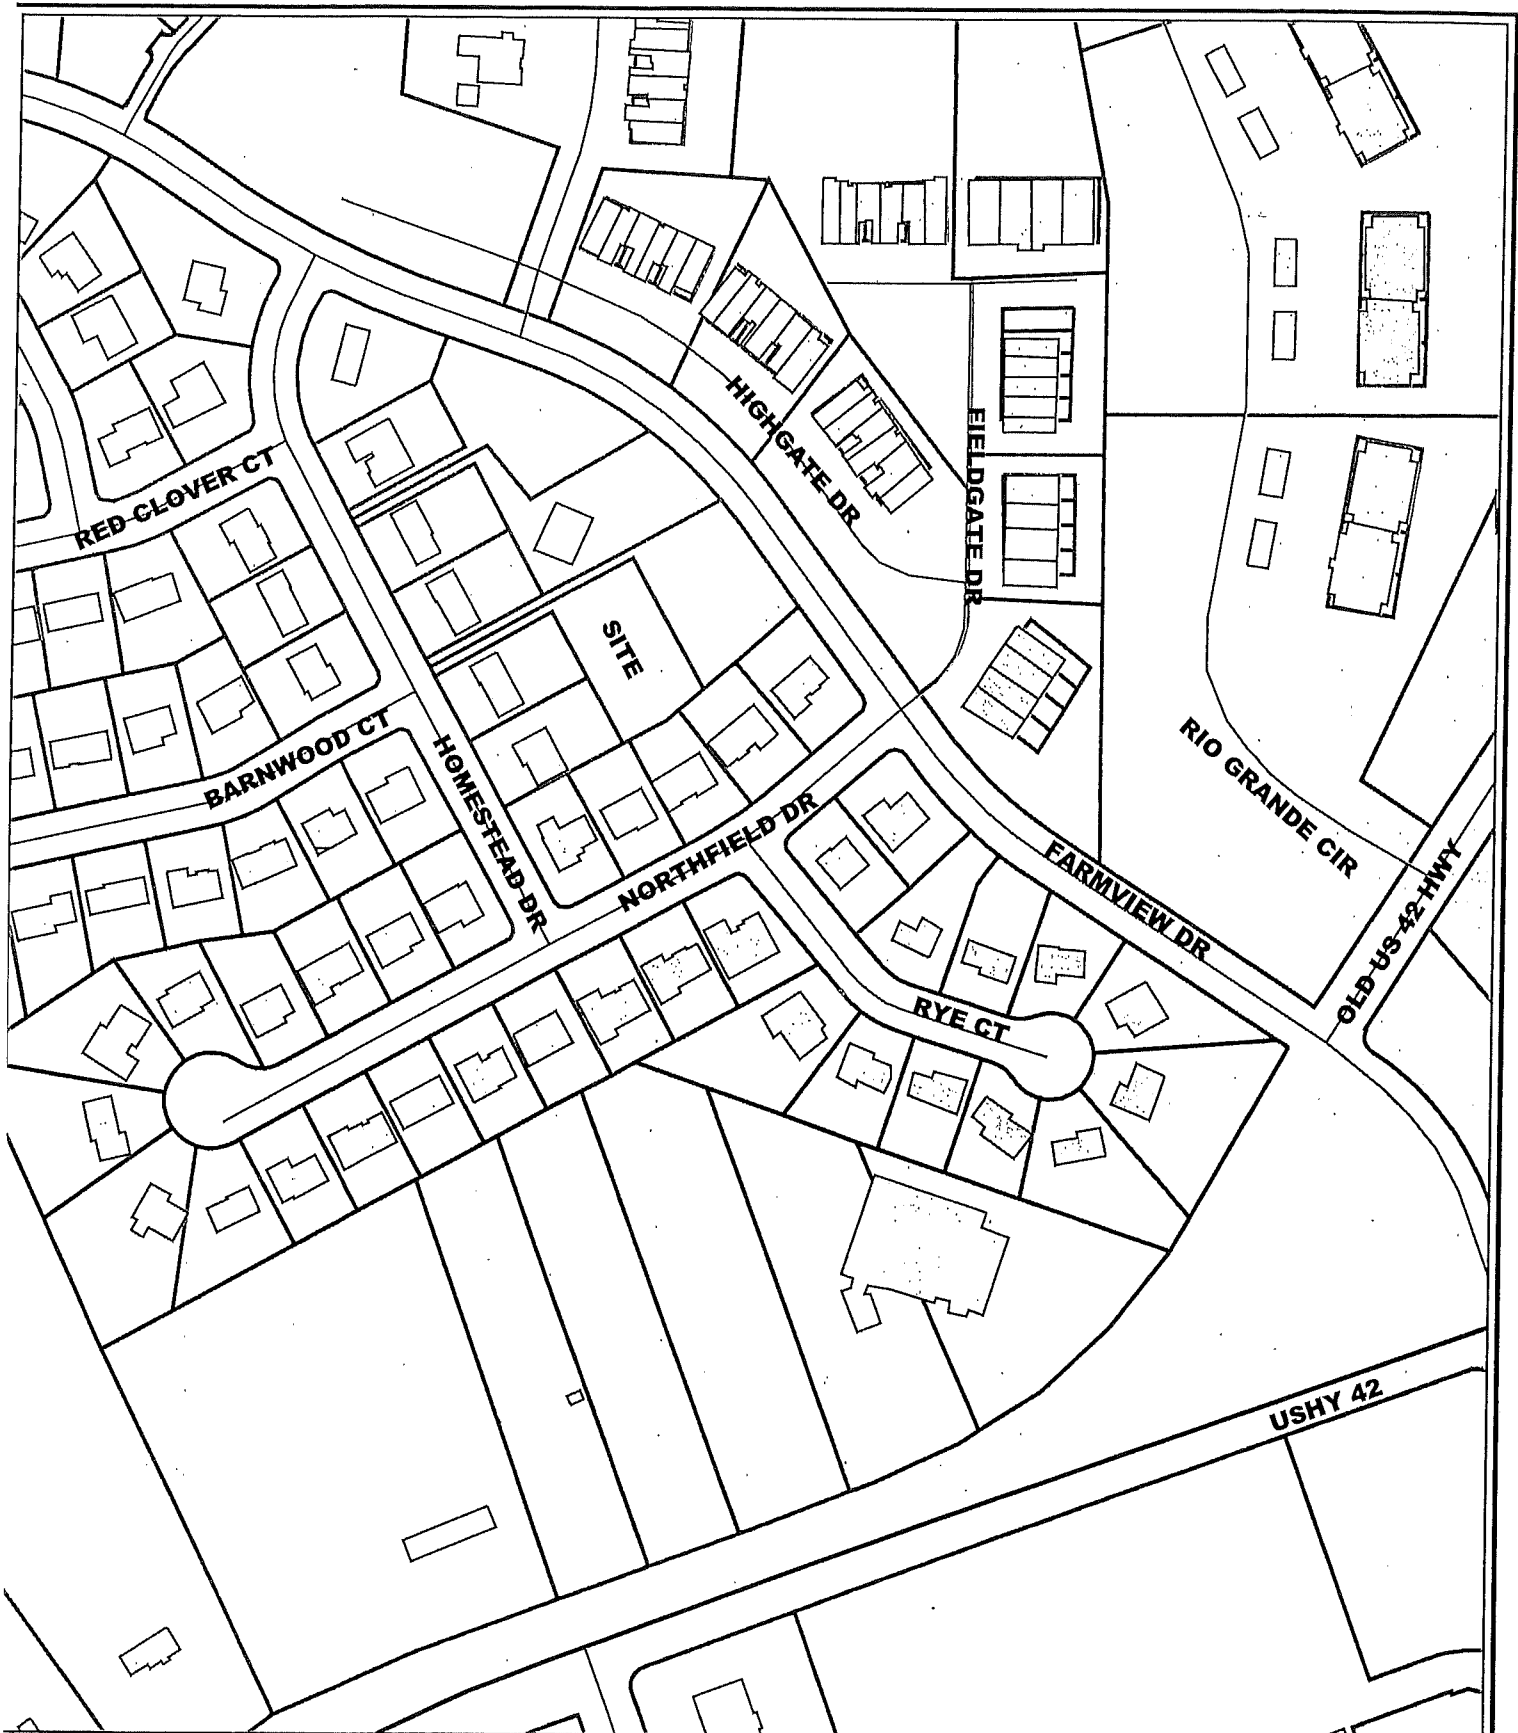 HIGHGATE DR
EIELDGATE DR
RED CLOVER CT
SITE
BARNWOOD CT
HOMESTEAD DR
NORTHFIELD DR
RIO GRANDE CIR
FARMVIEW DR
OLD US 42 HWY
RYE CT
USHY 42